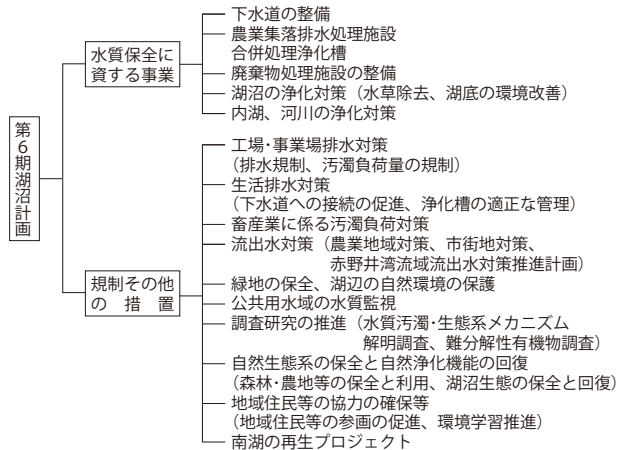 第6期湖沼計画
水質保全に
資する事業
下水道の整備
農業集落排水処理施設
合併処理浄化槽
廃棄物処理施設の整備
湖沼の浄化対策（水草除去、湖底の環境改善）
内湖、河川の浄化対策
規制その他
の措置
工場・事業場排水対策
（排水規制、汚濁負荷量の規制）
生活排水対策
（下水道への接続の促進、浄化槽の適正な管理）
畜産業に係る汚濁負荷対策
流出水対策（農業地域対策、市街地対策、
赤野井湾流域流出水対策推進計画）
緑地の保全、湖辺の自然環境の保護
公共用水域の水質監視
調査研究の推進（水質汚濁・生態系メカニズム
解明調査、難分解性有機物調査）
自然生態系の保全と自然浄化機能の回復
（森林・農地等の保全と利用、湖沼生態の保全と回復）
地域住民等の協力の確保等
（地域住民等の参画の促進、環境学習推進）
南湖の再生プロジェクト